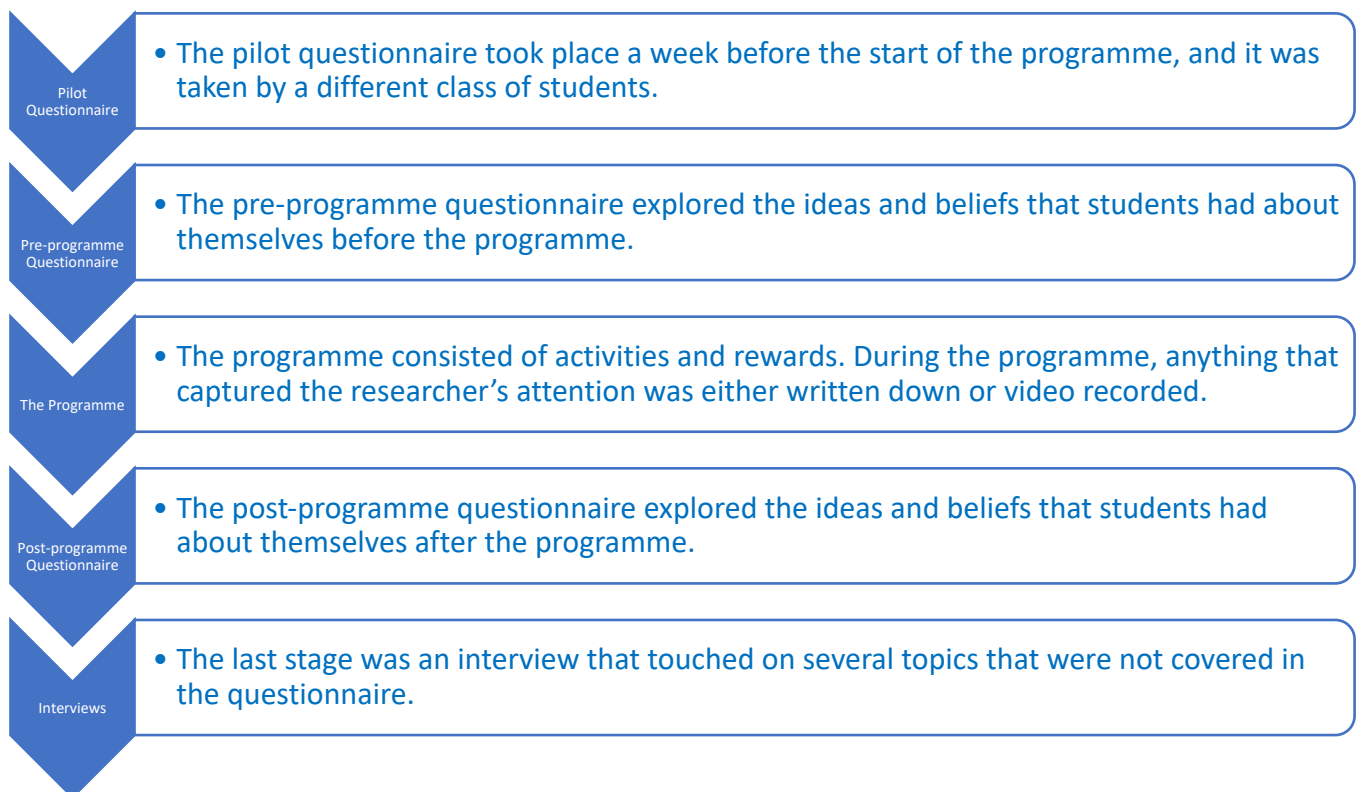 Pilot
Questionnaire
• The pilot questionnaire took place a week before the start of the programme, and it was
taken by a different class of students.
Pre-programme
Questionnaire
• The pre-programme questionnaire explored the ideas and beliefs that students had about
themselves before the programme.
The Programme
• The programme consisted of activities and rewards. During the programme, anything that
captured the researcher’s attention was either written down or video recorded.
Post-programme
Questionnaire
• The post-programme questionnaire explored the ideas and beliefs that students had
about themselves after the programme.
Interviews
• The last stage was an interview that touched on several topics that were not covered in
the questionnaire.